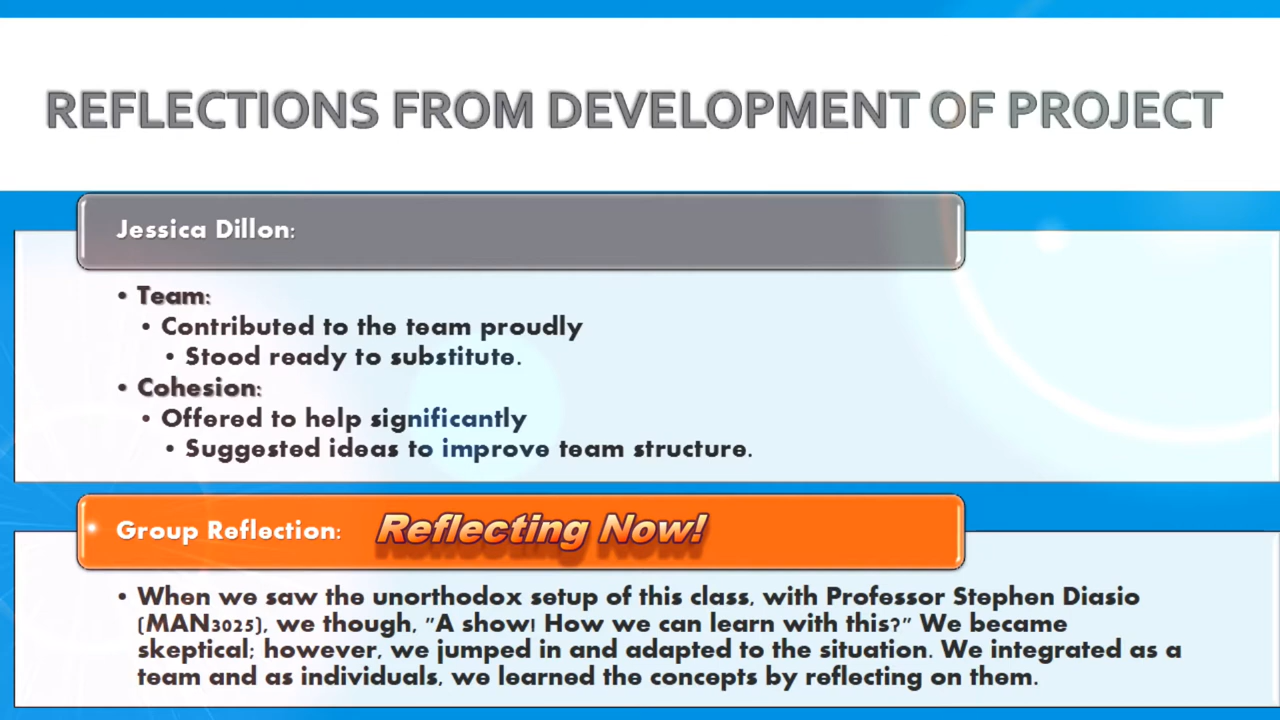 REFLECTIONS FROM DEVELOPMENT OF PROJECT
Jessica Dillon:
• Team:
• Contributed to the team proudly
• Stood ready to substitute.
• Cohesion:
• Offered to help significantly
• Suggested ideas to improve team structure.
Group Reflection: Reflecting Now!
• When we saw the unorthodox setup of this class, with Professor Stephen Diasio
(MAN3025), we though, "A show! How we can learn with this?" We became
skeptical; however, we jumped in and adapted to the situation. We integrated as a
team and as individuals, we learned the concepts by reflecting on them.